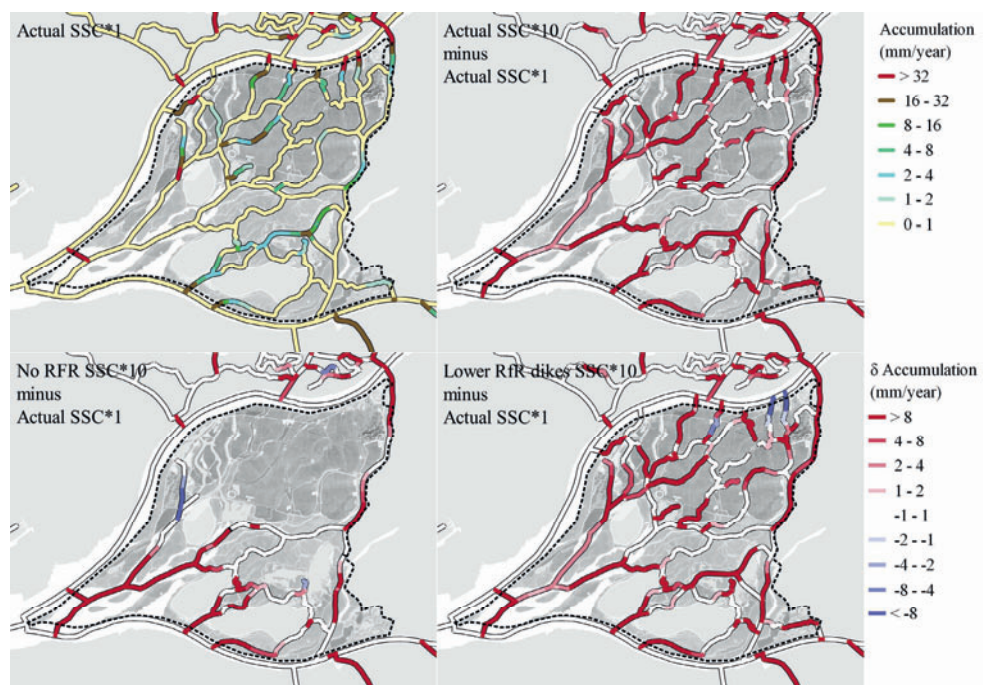 Actual SSC*1
Actual SSC*10
minus
Actual SSC*1
Accumulation
(mm/year)
> 32
16 - 32
8 - 16
4 - 8
2 - 4
1 - 2
0 - 1
No RFR SSC*10
minus
Actual SSC*1
Lower RfR dikes SSC*10
minus
Actual SSC*1
δ Accumulation
(mm/year)
> 8
4 - 8
2 - 4
1 - 2
-1 - 1
-2 - -1
-4 - -2
-8 - -4
< -8